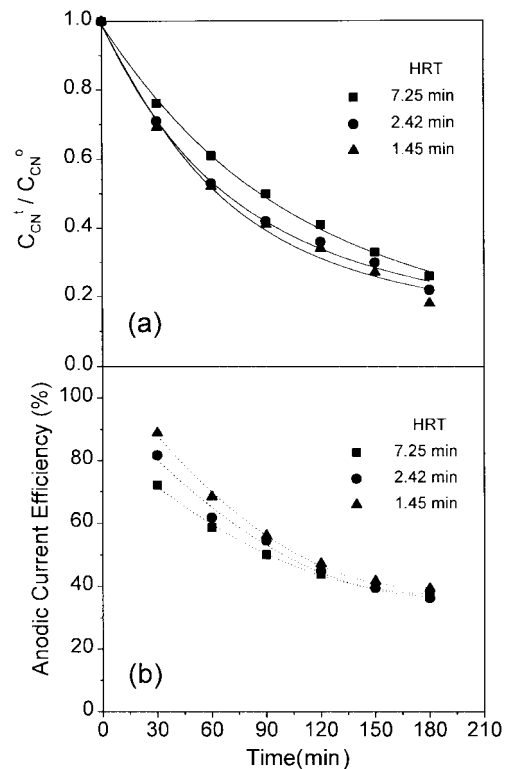 1.0
0.8
0.6
0.4
0.2
0.0
C_CN^t / C_CN^o
HRT
7.25 min
2.42 min
1.45 min
(a)
100
80
60
40
20
0
Anodic Current Efficiency (%)
HRT
7.25 min
2.42 min
1.45 min
(b)
0 30 60 90 120 150 180 210
Time(min)